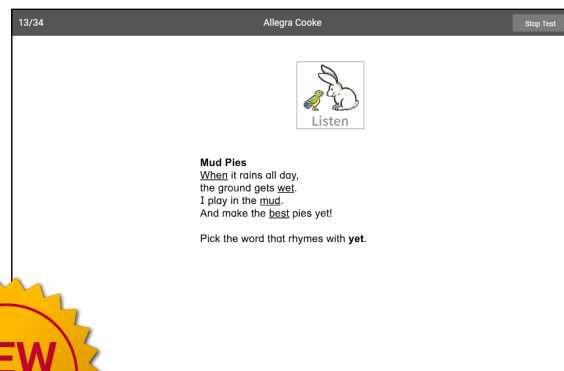 13/34 Allegra Cooke Stop Test
Listen
Mud Pies
When it rains all day,
the ground gets wet.
I play in the mud.
And make the best pies yet!
Pick the word that rhymes with yet.